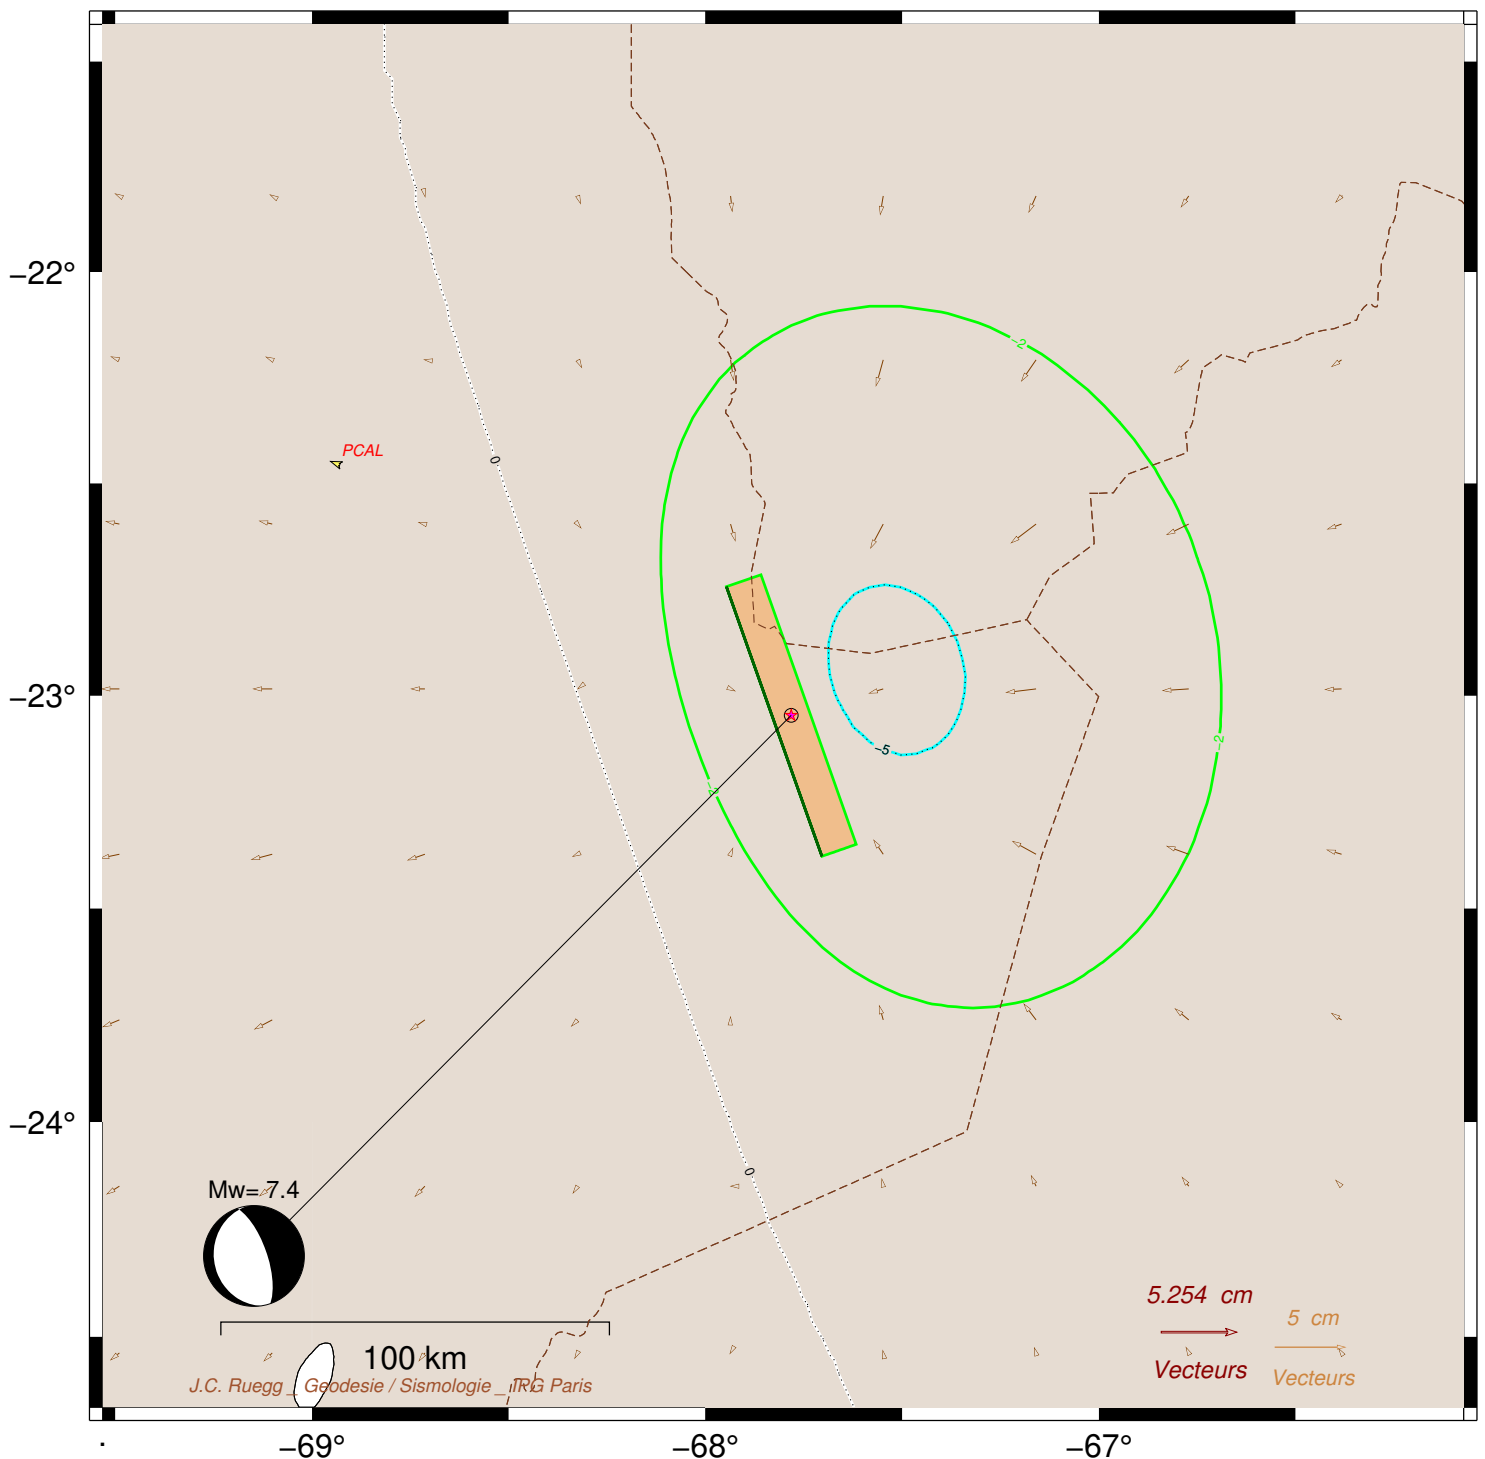 −2
−22°
PCAL
0
−23°
−2
−5
−24°
0
Mw= 7.4
5.254 cm
5 cm
100 km
Vecteurs
Vecteurs
J.C. Ruegg _ Geodesie / Sismologie _ IPG Paris
−69°
−68°
−67°